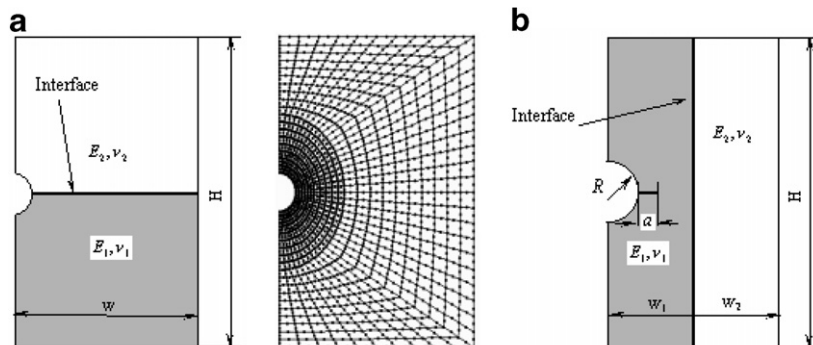 a
Interface
E₂,ν₂
E₁,ν₁
w
H
b
Interface
E₂,ν₂
R
a
E₁,ν₁
w₁
w₂
H